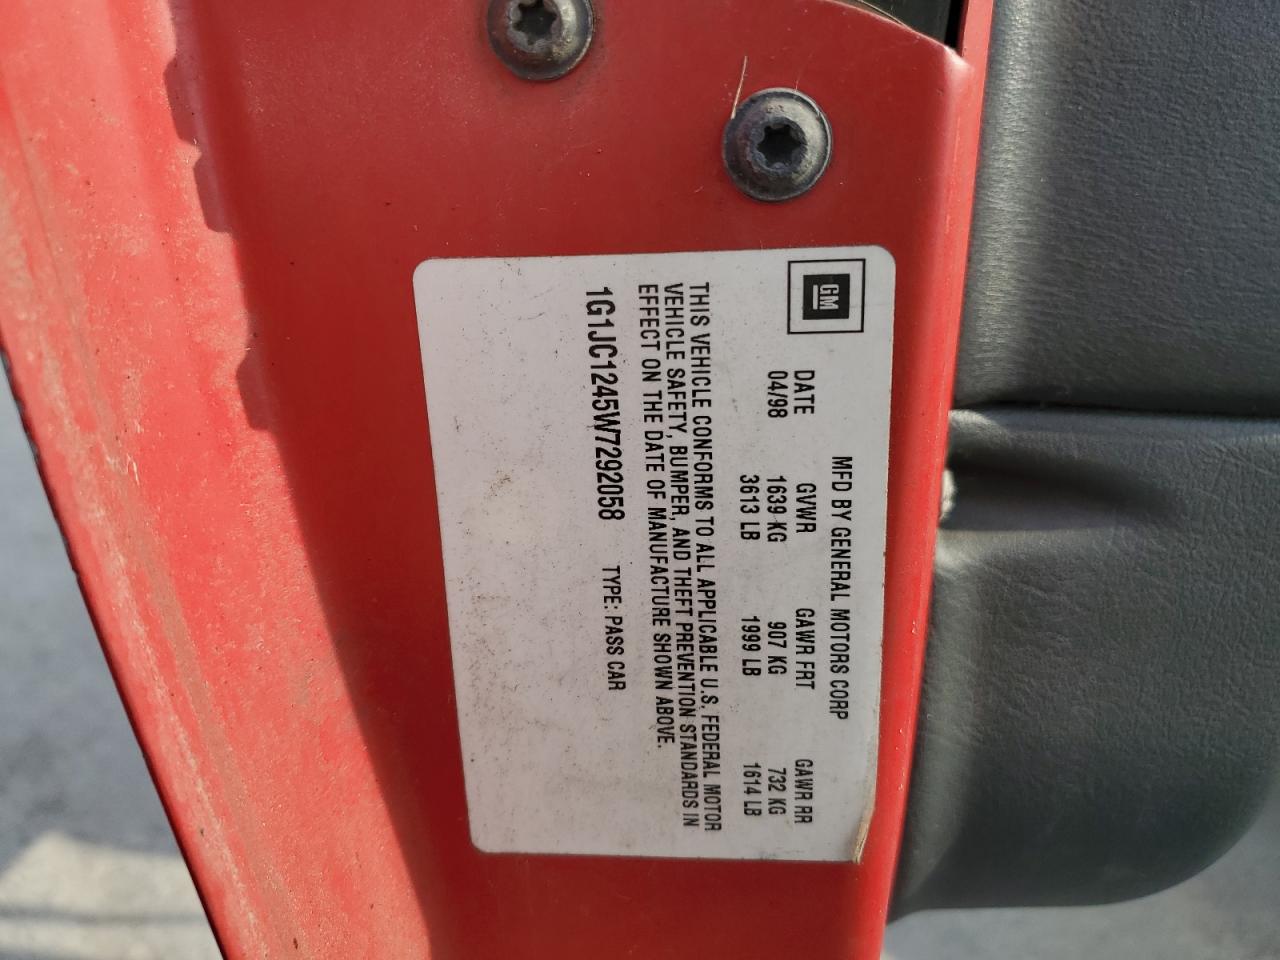 GM
MFD BY GENERAL MOTORS CORP
DATE GVWR GAWR FRT GAWR RR
04/98 1639 KG 907 KG 732 KG
3613 LB 1999 LB 1614 LB
THIS VEHICLE CONFORMS TO ALL APPLICABLE U.S. FEDERAL MOTOR
VEHICLE SAFETY, BUMPER, AND THEFT PREVENTION STANDARDS IN
EFFECT ON THE DATE OF MANUFACTURE SHOWN ABOVE.
1G1JC1245W7292058 TYPE: PASS CAR